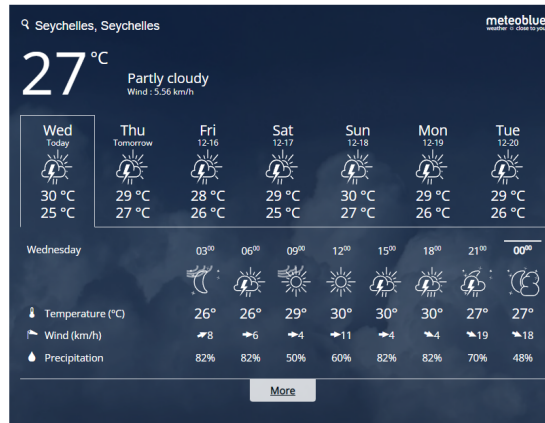 Seychelles, Seychelles
meteoblue
weather close to you
27 °C
Partly cloudy
Wind : 5.56 km/h
Wed Thu Fri Sat Sun Mon Tue
Today Tomorrow 12-16 12-17 12-18 12-19 12-20
30 °C 29 °C 28 °C 29 °C 30 °C 29 °C 29 °C
25 °C 27 °C 26 °C 25 °C 27 °C 26 °C 26 °C
Wednesday 03⁰⁰ 06⁰⁰ 09⁰⁰ 12⁰⁰ 15⁰⁰ 18⁰⁰ 21⁰⁰ 00⁰⁰
Temperature (°C) 26° 26° 29° 30° 30° 30° 27° 27°
Wind (km/h) 8 6 4 11 4 4 19 18
Precipitation 82% 82% 50% 60% 82% 82% 70% 48%
More